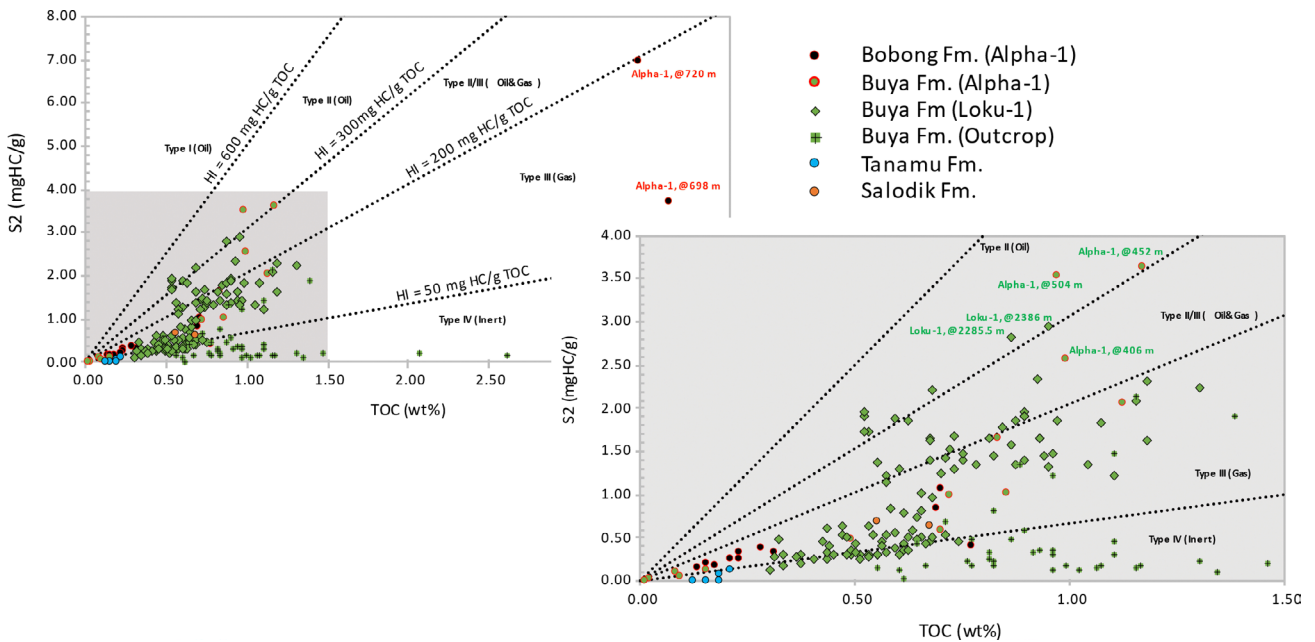 8.00
7.00
6.00
5.00
4.00
3.00
2.00
1.00
0.00
S2 (mgHC/g)
Type I (Oil)
HI = 600 mg HC/g TOC
Type II (Oil)
HI = 300mg HC/g TOC
Type II/III ( Oil&Gas )
HI = 200 mg HC/g TOC
Alpha-1, @720 m
Type III (Gas)
Alpha-1, @698 m
HI = 50 mg HC/g TOC
Type IV (Inert)
0.00
0.50
1.00
1.50
2.00
2.50
TOC (wt%)
Bobong Fm. (Alpha-1)
Buya Fm. (Alpha-1)
Buya Fm (Loku-1)
Buya Fm. (Outcrop)
Tanamu Fm.
Salodik Fm.
4.00
3.50
3.00
2.50
2.00
1.50
1.00
0.50
0.00
S2 (mgHC/g)
Type II (Oil)
Alpha-1, @452 m
Alpha-1, @504 m
Loku-1, @2386 m
Loku-1, @2285.5 m
Type II/III ( Oil&Gas )
Alpha-1, @406 m
Type III (Gas)
Type IV (Inert)
0.00
0.50
1.00
1.50
TOC (wt%)